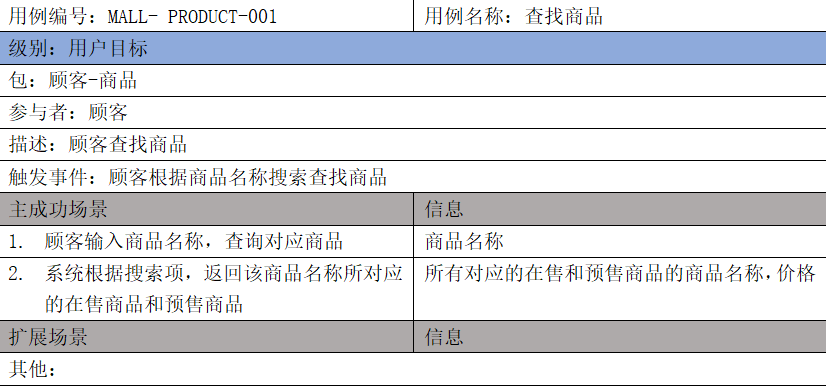 用例编号：MALL- PRODUCT-001
用例名称：查找商品
级别：用户目标
包：顾客-商品
参与者：顾客
描述：顾客查找商品
触发事件：顾客根据商品名称搜索查找商品
主成功场景
信息
1. 顾客输入商品名称，查询对应商品
商品名称
2. 系统根据搜索项，返回该商品名称所对应
的在售商品和预售商品
所有对应的在售和预售商品的商品名称，价格
扩展场景
信息
其他：